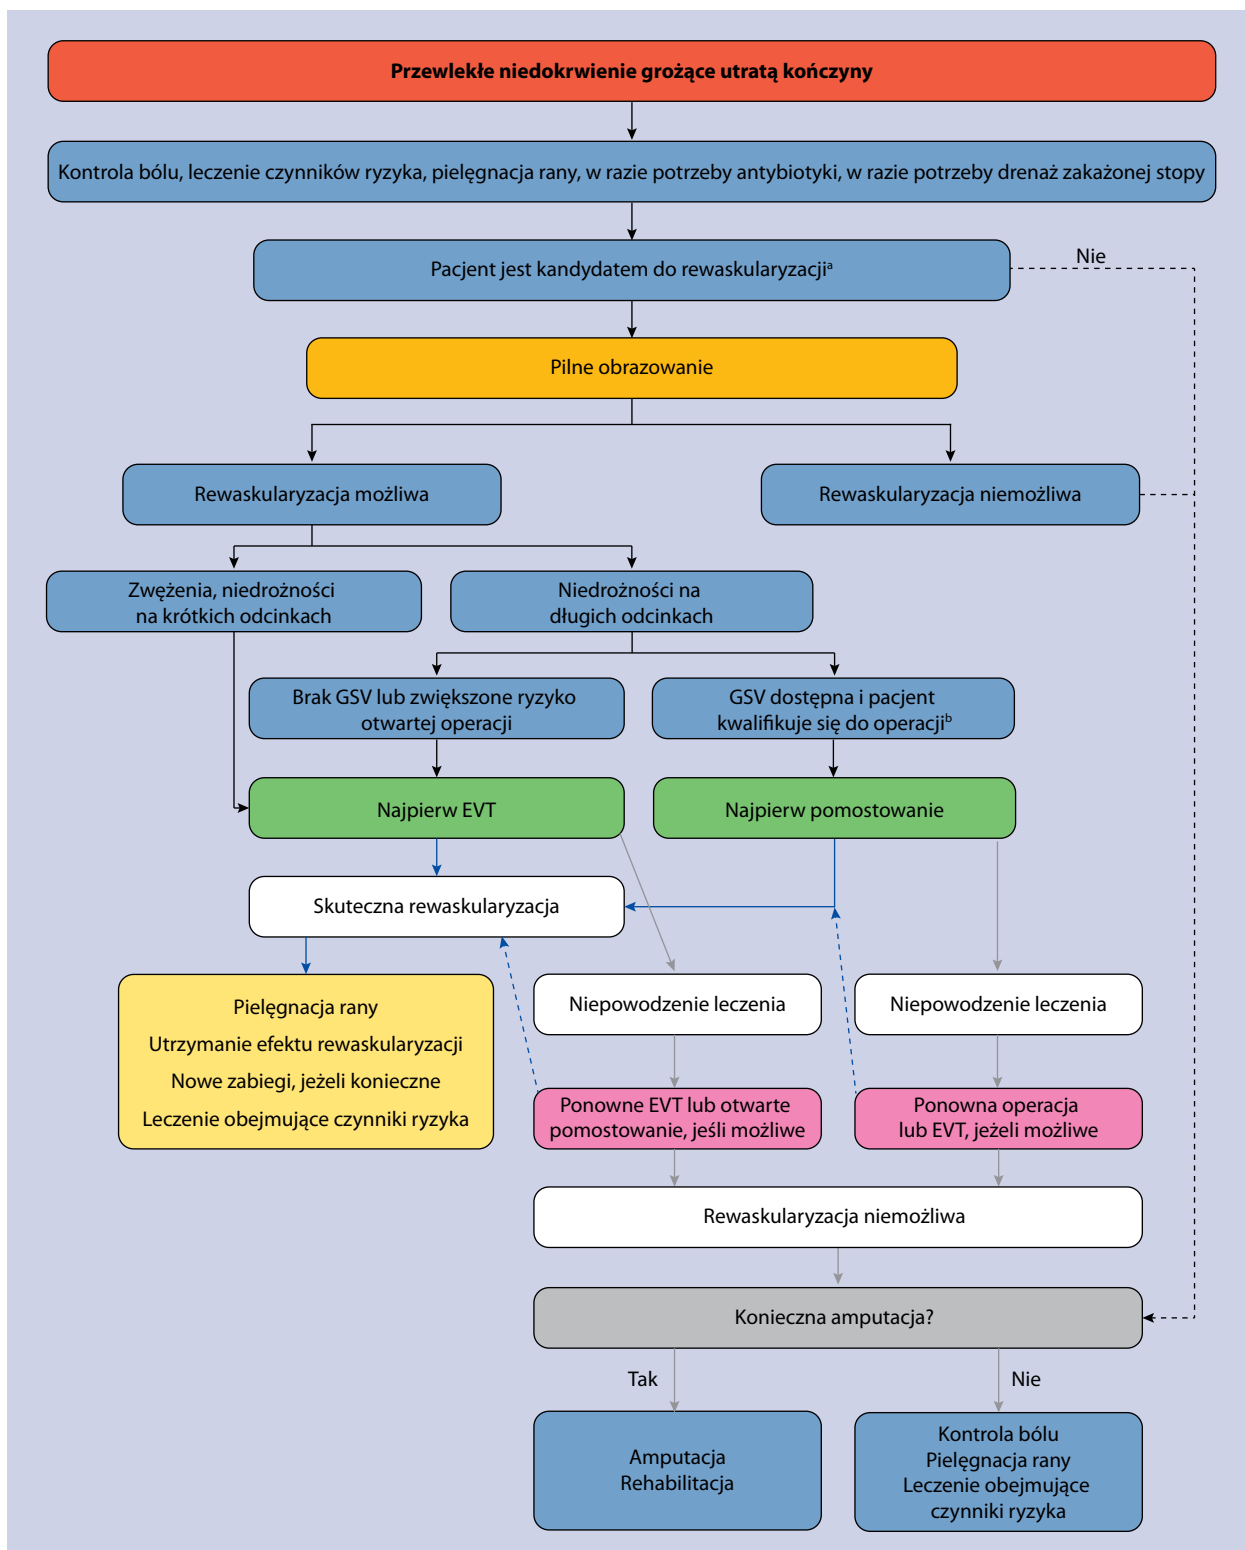 Przewlekłe niedokrwienie grożące utratą kończyny
Kontrola bólu, leczenie czynników ryzyka, pielęgnacja rany, w razie potrzeby antybiotyki, w razie potrzeby drenaż zakażonej stopy
Pacjent jest kandydatem do rewaskularyzacjiᵃ
Nie
Pilne obrazowanie
Rewaskularyzacja możliwa
Rewaskularyzacja niemożliwa
Zwężenia, niedrożności
na krótkich odcinkach
Niedrożności na
długich odcinkach
Brak GSV lub zwiększone ryzyko
otwartej operacji
GSV dostępna i pacjent
kwalifikuje się do operacjiᵇ
Najpierw EVT
Najpierw pomostowanie
Skuteczna rewaskularyzacja
Pielęgnacja rany
Utrzymanie efektu rewaskularyzacji
Nowe zabiegi, jeżeli konieczne
Leczenie obejmujące czynniki ryzyka
Niepowodzenie leczenia
Niepowodzenie leczenia
Ponowne EVT lub otwarte
pomostowanie, jeśli możliwe
Ponowna operacja
lub EVT, jeżeli możliwe
Rewaskularyzacja niemożliwa
Konieczna amputacja?
Tak
Nie
Amputacja
Rehabilitacja
Kontrola bólu
Pielęgnacja rany
Leczenie obejmujące
czynniki ryzyka